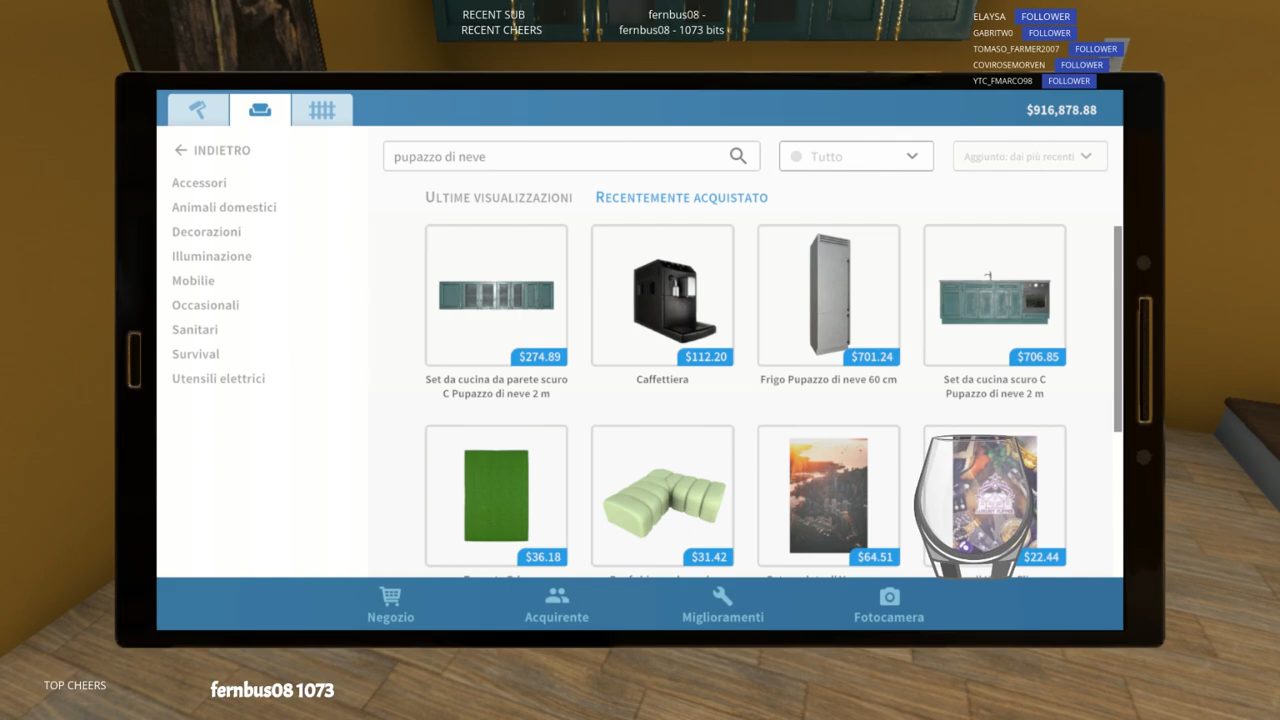 RECENT SUB
fernbus08 -
RECENT CHEERS
fernbus08 - 1073 bits
ELAYSA FOLLOWER
GABRITW0 FOLLOWER
TOMASO_FARMER2007 FOLLOWER
COVIROSEMORVEN FOLLOWER
YTC_FMARCO98 FOLLOWER
$916,878.88
INDIETRO
pupazzo di neve
Tutto
Aggiunto: dai più recenti
Accessori
Animali domestici
Decorazioni
Illuminazione
Mobilie
Occasionali
Sanitari
Survival
Utensili elettrici
ULTIME VISUALIZZAZIONI
RECENTEMENTE ACQUISTATO
$274.89
$112.20
$701.24
$706.85
Set da cucina da parete scuro
C Pupazzo di neve 2 m
Caffettiera
Frigo Pupazzo di neve 60 cm
Set da cucina scuro C
Pupazzo di neve 2 m
$36.18
$31.42
$64.51
$22.44
Negozio
Acquirente
Miglioramenti
Fotocamera
TOP CHEERS
fernbus08 1073